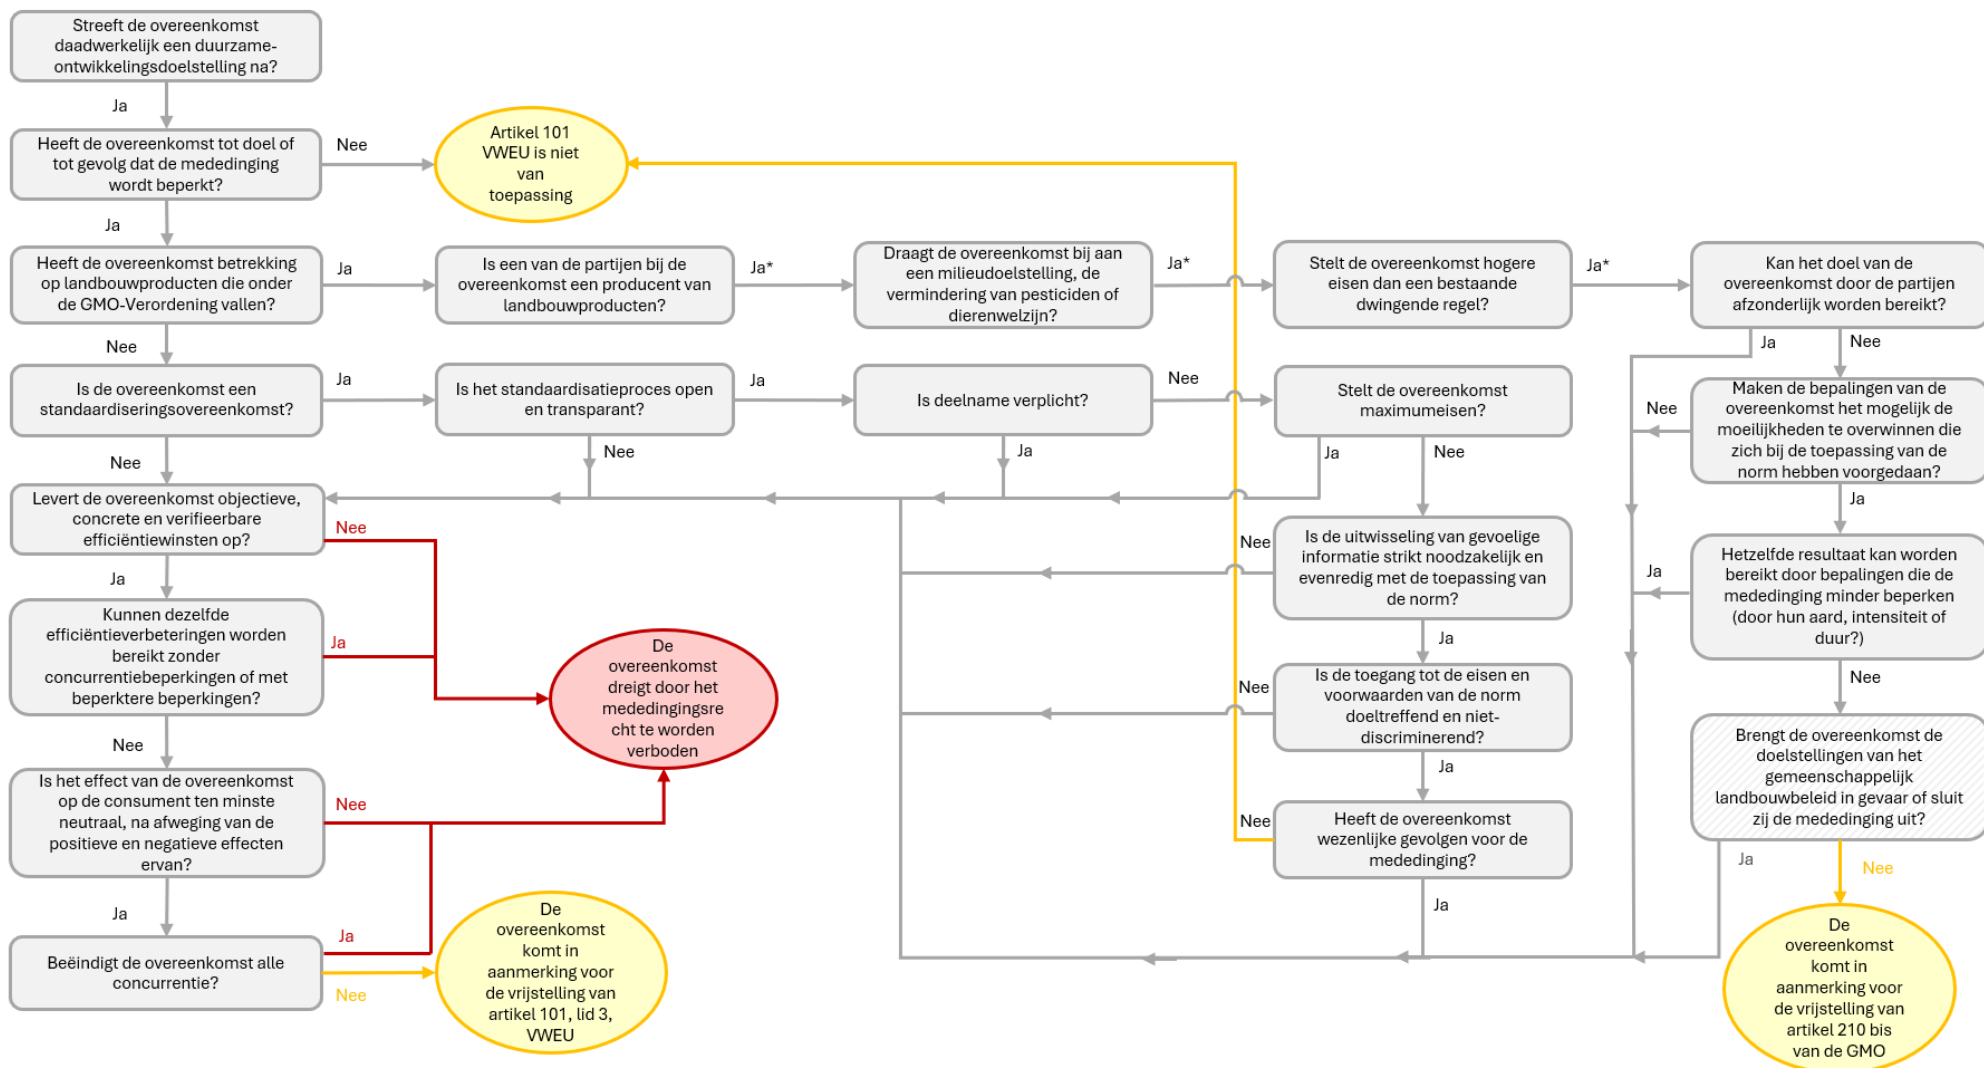 Streeft de overeenkomst
daadwerkelijk een duurzame-
ontwikkelingsdoelstelling na?
Ja
Heeft de overeenkomst tot doel of
tot gevolg dat de mededinging
wordt beperkt?
Nee
Artikel 101
VWEU is niet
van
toepassing
Ja
Heeft de overeenkomst betrekking
op landbouwproducten die onder
de GMO-Verordening vallen?
Ja
Is een van de partijen bij de
overeenkomst een producent van
landbouwproducten?
Ja*
Draagt de overeenkomst bij aan
een milieudoelstelling, de
vermindering van pesticiden of
dierenwelzijn?
Ja*
Stelt de overeenkomst hogere
eisen dan een bestaande
dwingende regel?
Ja*
Kan het doel van de
overeenkomst door de partijen
afzonderlijk worden bereikt?
Ja
Nee
Nee
Is de overeenkomst een
standaardiseringsovereenkomst?
Ja
Is het standaardisatieproces open
en transparant?
Ja
Is deelname verplicht?
Nee
Stelt de overeenkomst
maximumeisen?
Nee
Maken de bepalingen van de
overeenkomst het mogelijk de
moeilijkheden te overwinnen die
zich bij de toepassing van de
norm hebben voorgedaan?
Nee
Nee
Ja
Ja
Nee
Ja
Levert de overeenkomst objectieve,
concrete en verifieerbare
efficiëntiewinsten op?
Nee
Nee
Is de uitwisseling van gevoelige
informatie strikt noodzakelijk en
evenredig met de toepassing van
de norm?
Ja
Hetzelfde resultaat kan worden
bereikt door bepalingen die de
mededinging minder beperken
(door hun aard, intensiteit of
duur?)
Ja
Kunnen dezelfde
efficiëntieverbeteringen worden
bereikt zonder
concurrentiebeperkingen of met
beperktere beperkingen?
Ja
De
overeenkomst
dreigt door het
mededingingsre
cht te worden
verboden
Ja
Nee
Is de toegang tot de eisen en
voorwaarden van de norm
doeltreffend en niet-
discriminerend?
Nee
Nee
Ja
Brengt de overeenkomst de
doelstellingen van het
gemeenschappelijk
landbouwbeleid in gevaar of sluit
zij de mededinging uit?
Is het effect van de overeenkomst
op de consument ten minste
neutraal, na afweging van de
positieve en negatieve effecten
ervan?
Nee
Nee
Heeft de overeenkomst
wezenlijke gevolgen voor de
mededinging?
Ja
Nee
Ja
Ja
Beëindigt de overeenkomst alle
concurrentie?
Ja
Nee
De
overeenkomst
komt in
aanmerking voor
de vrijstelling van
artikel 101, lid 3,
VWEU
De
overeenkomst
komt in
aanmerking voor
de vrijstelling van
artikel 210 bis
van de GMO